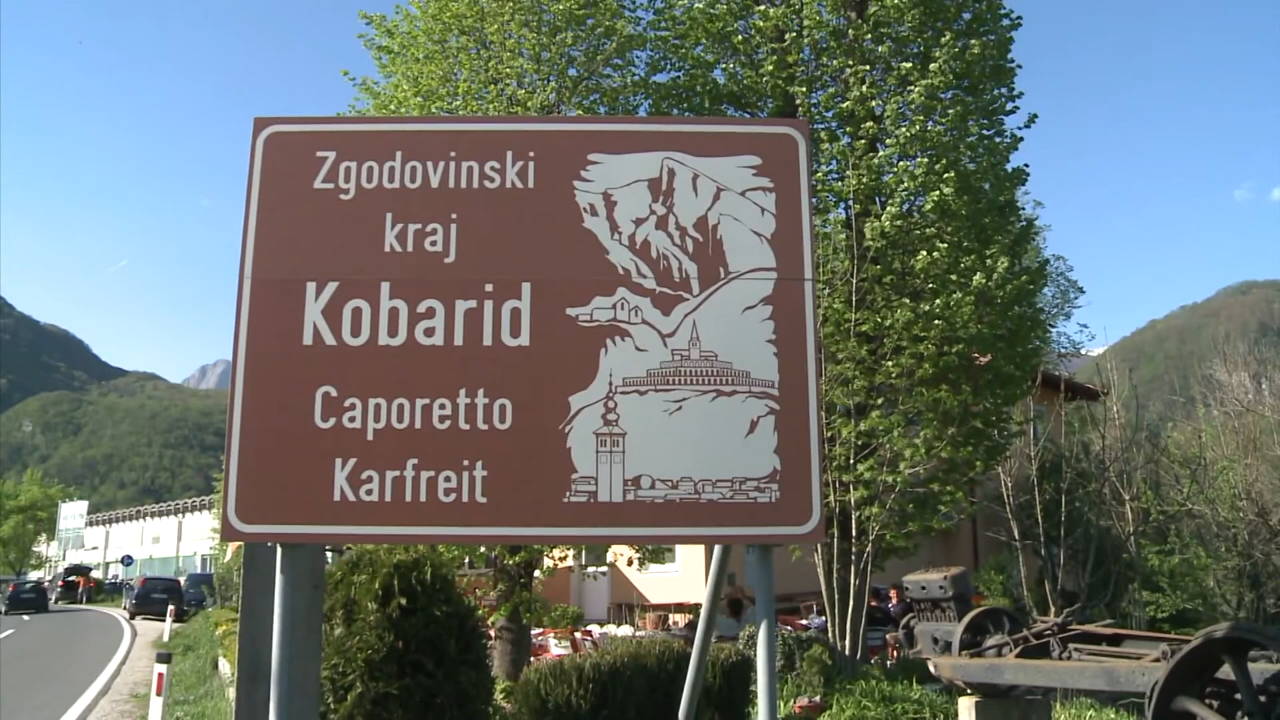 Zgodovinski
kraj
Kobarid
Caporetto
Karfreit